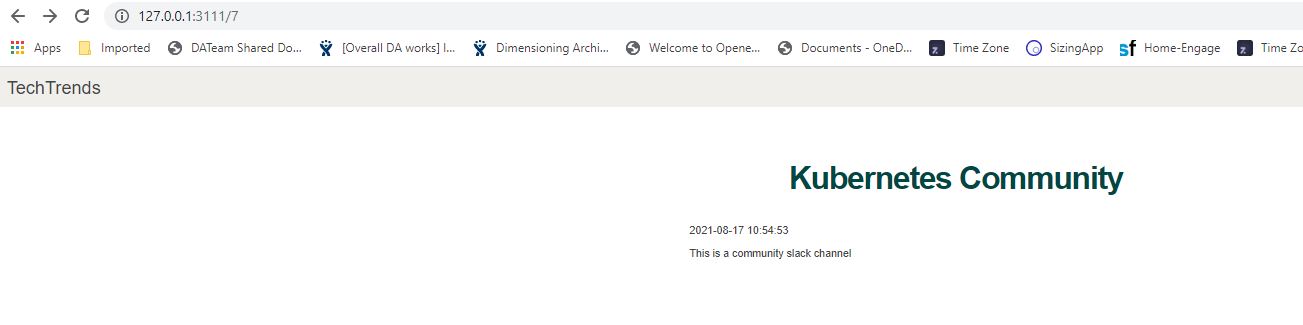 127.0.0.1:3111/7
Apps Imported DATeam Shared Do... [Overall DA works] I... Dimensioning Archi... Welcome to Opene... Documents - OneD... Time Zone SizingApp Home-Engage Time Zo
TechTrends
Kubernetes Community
2021-08-17 10:54:53
This is a community slack channel